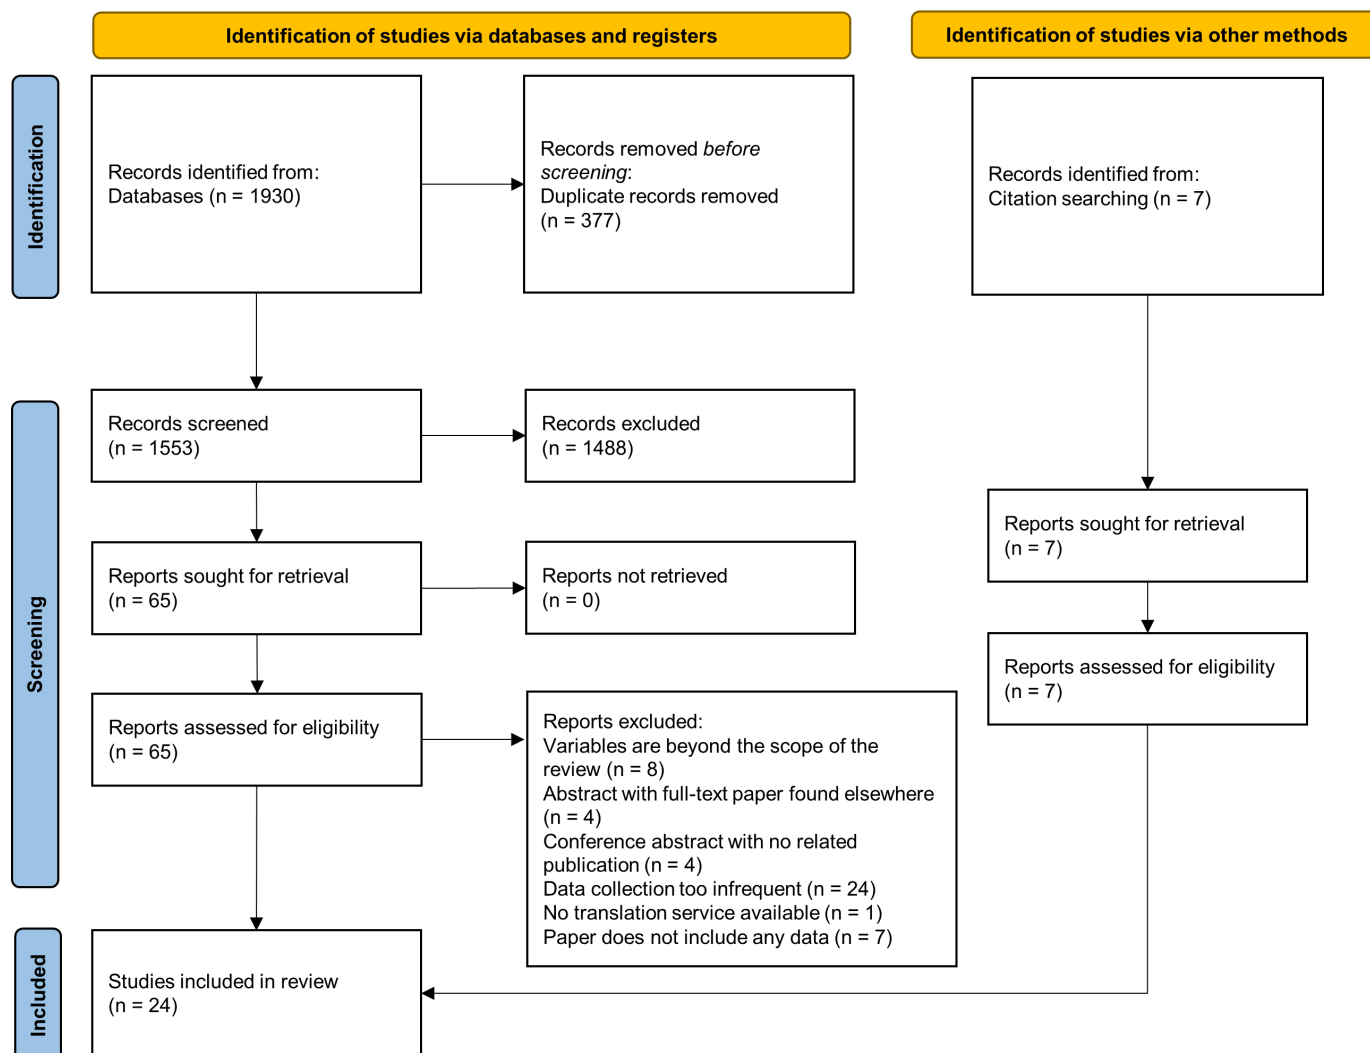 Identification of studies via databases and registers
Identification of studies via other methods
Identification
Records identified from:
Databases (n = 1930)
Records removed before
screening:
Duplicate records removed
(n = 377)
Records identified from:
Citation searching (n = 7)
Screening
Records screened
(n = 1553)
Records excluded
(n = 1488)
Reports sought for retrieval
(n = 65)
Reports not retrieved
(n = 0)
Reports sought for retrieval
(n = 7)
Reports assessed for eligibility
(n = 65)
Reports excluded:
Variables are beyond the scope of the
review (n = 8)
Abstract with full-text paper found elsewhere
(n = 4)
Conference abstract with no related
publication (n = 4)
Data collection too infrequent (n = 24)
No translation service available (n = 1)
Paper does not include any data (n = 7)
Reports assessed for eligibility
(n = 7)
Included
Studies included in review
(n = 24)